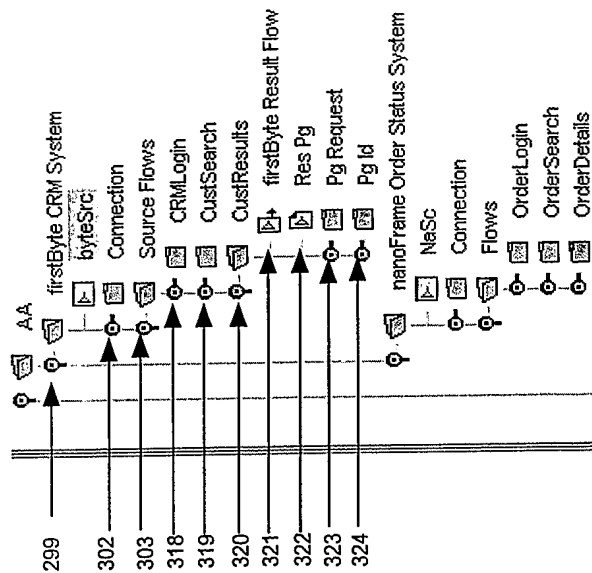 AA
299 firstByte CRM System
byteSrc
302 Connection
303 Source Flows
318 CRMLogin
319 CustSearch
320 CustResults
321 firstByte Result Flow
322 Res Pg
323 Pg Request
324 Pg Id
nanoFrame Order Status System
NaSc
Connection
Flows
OrderLogin
OrderSearch
OrderDetails